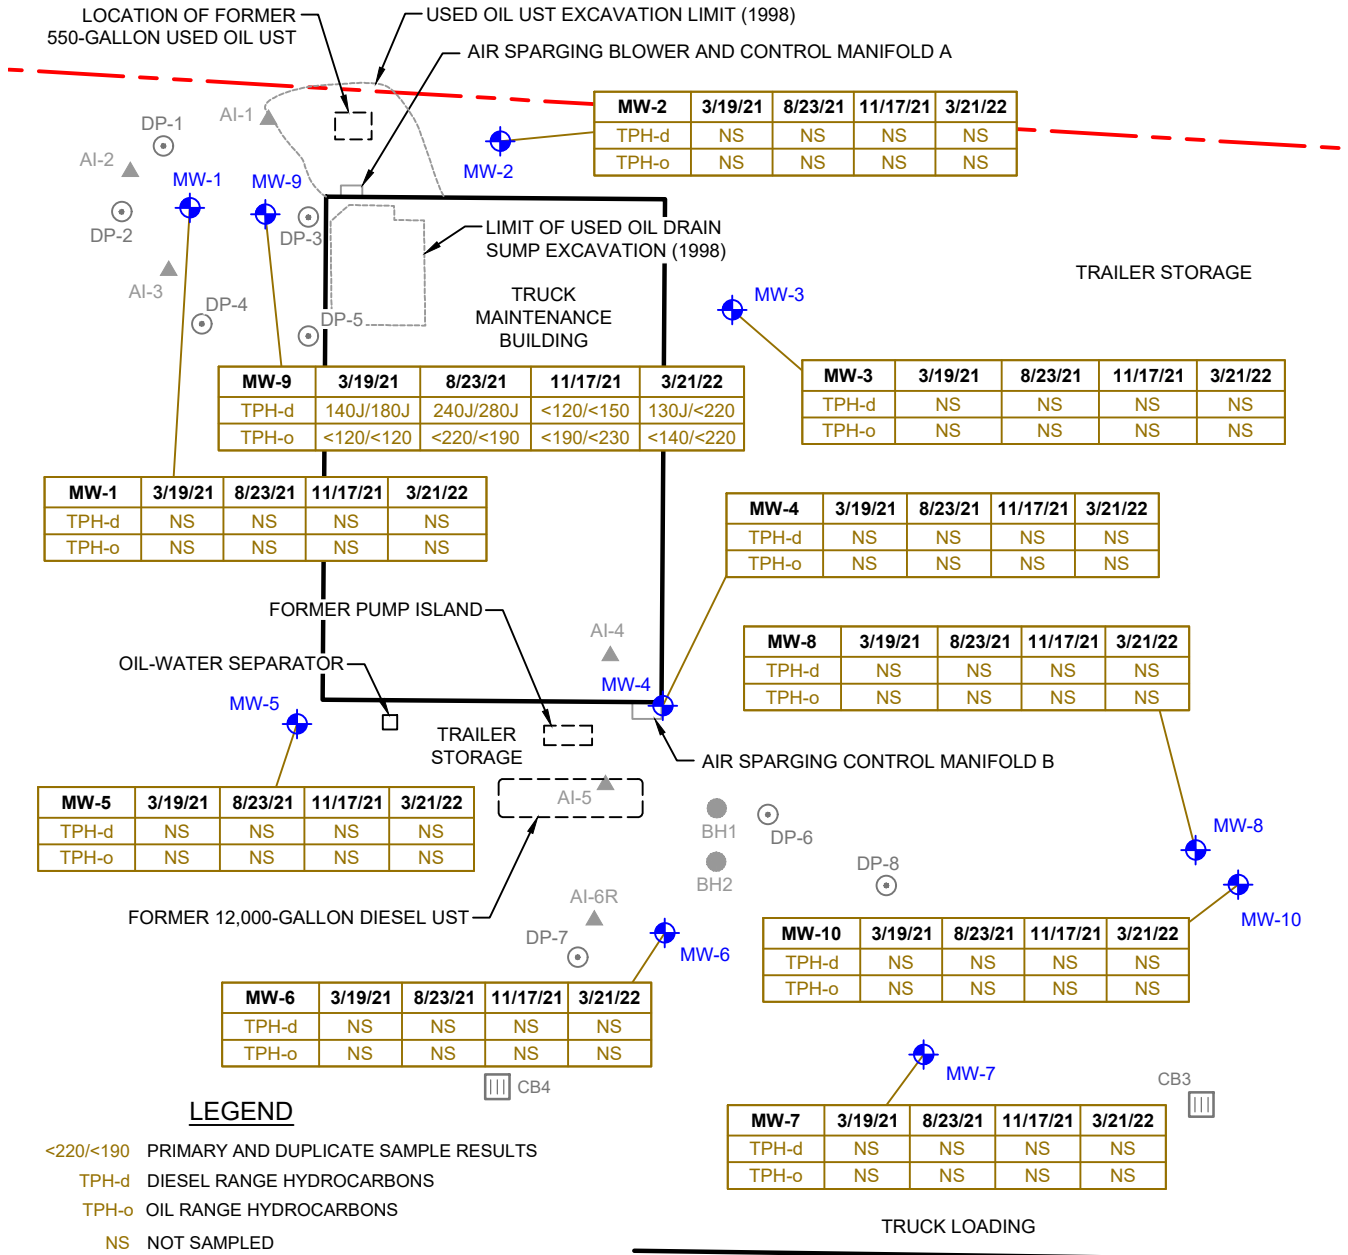 LOCATION OF FORMER
550-GALLON USED OIL UST
USED OIL UST EXCAVATION LIMIT (1998)
AIR SPARGING BLOWER AND CONTROL MANIFOLD A
AI-1
DP-1
AI-2
MW-1
MW-9
DP-2
DP-3
AI-3
DP-4
DP-5
MW-2
MW-2 3/19/21 8/23/21 11/17/21 3/21/22
TPH-d NS NS NS NS
TPH-o NS NS NS NS
LIMIT OF USED OIL DRAIN
SUMP EXCAVATION (1998)
TRUCK
MAINTENANCE
BUILDING
TRAILER STORAGE
MW-3
MW-3 3/19/21 8/23/21 11/17/21 3/21/22
TPH-d NS NS NS NS
TPH-o NS NS NS NS
MW-9 3/19/21 8/23/21 11/17/21 3/21/22
TPH-d 140J/180J 240J/280J <120/<150 130J/<220
TPH-o <120/<120 <220/<190 <190/<230 <140/<220
MW-1 3/19/21 8/23/21 11/17/21 3/21/22
TPH-d NS NS NS NS
TPH-o NS NS NS NS
MW-4 3/19/21 8/23/21 11/17/21 3/21/22
TPH-d NS NS NS NS
TPH-o NS NS NS NS
FORMER PUMP ISLAND
AI-4
OIL-WATER SEPARATOR
MW-4
MW-8 3/19/21 8/23/21 11/17/21 3/21/22
TPH-d NS NS NS NS
TPH-o NS NS NS NS
MW-5
TRAILER
STORAGE
AIR SPARGING CONTROL MANIFOLD B
MW-5 3/19/21 8/23/21 11/17/21 3/21/22
TPH-d NS NS NS NS
TPH-o NS NS NS NS
AI-5
BH1
DP-6
BH2
DP-8
MW-8
MW-10
FORMER 12,000-GALLON DIESEL UST
AI-6R
DP-7
MW-6
MW-10 3/19/21 8/23/21 11/17/21 3/21/22
TPH-d NS NS NS NS
TPH-o NS NS NS NS
MW-6 3/19/21 8/23/21 11/17/21 3/21/22
TPH-d NS NS NS NS
TPH-o NS NS NS NS
CB4
MW-7
CB3
MW-7 3/19/21 8/23/21 11/17/21 3/21/22
TPH-d NS NS NS NS
TPH-o NS NS NS NS
TRUCK LOADING
LEGEND
<220/<190 PRIMARY AND DUPLICATE SAMPLE RESULTS
TPH-d DIESEL RANGE HYDROCARBONS
TPH-o OIL RANGE HYDROCARBONS
NS NOT SAMPLED